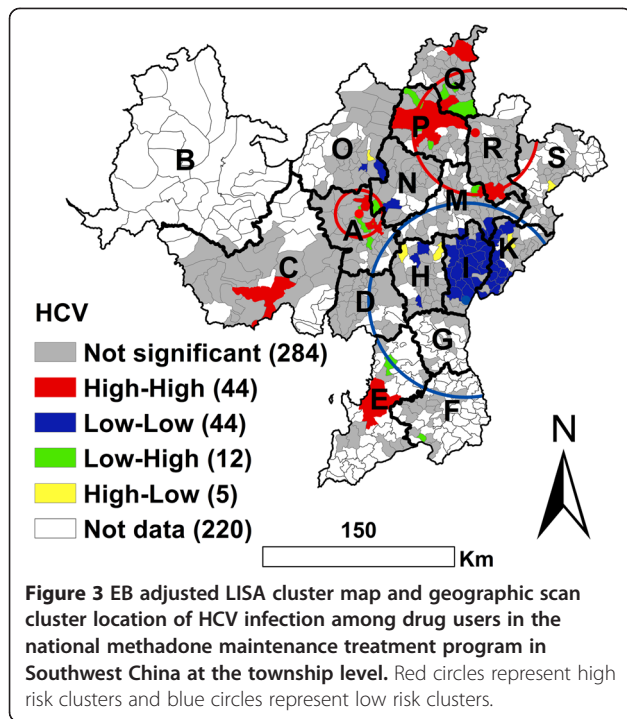 Q
P
B
O
R
S
N
M
A
K
C
H
I
D
G
E
F
HCV
Not significant (284)
High-High (44)
Low-Low (44)
Low-High (12)
High-Low (5)
Not data (220)
N
150
Km
Figure 3 EB adjusted LISA cluster map and geographic scan
cluster location of HCV infection among drug users in the
national methadone maintenance treatment program in
Southwest China at the township level. Red circles represent high
risk clusters and blue circles represent low risk clusters.